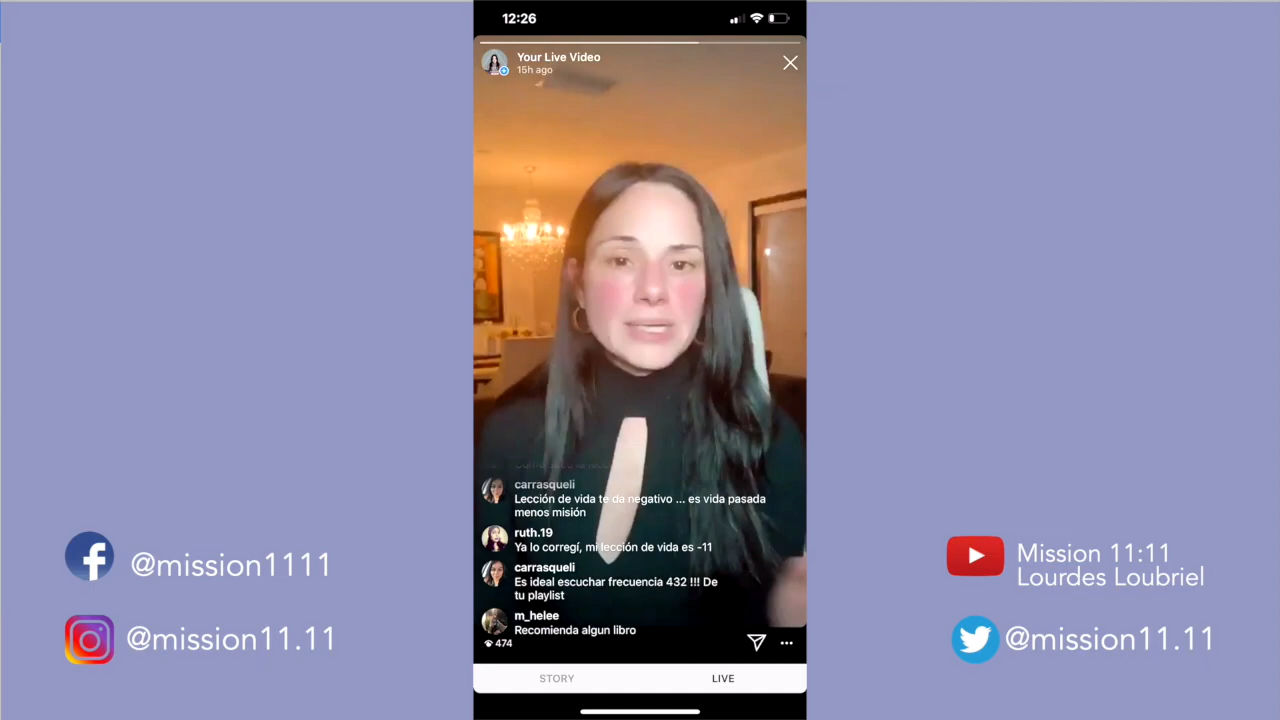 12:26
Your Live Video
15h ago
carrasqueli
Lección de vida te da negativo ... es vida pasada
menos misión
ruth.19
Ya lo corregí, mi lección de vida es -11
carrasqueli
Es ideal escuchar frecuencia 432 !!! De
tu playlist
m_helee
Recomienda algun libro
474
STORY
LIVE
@mission1111
@mission11.11
Mission 11:11
Lourdes Loubriel
@mission11.11